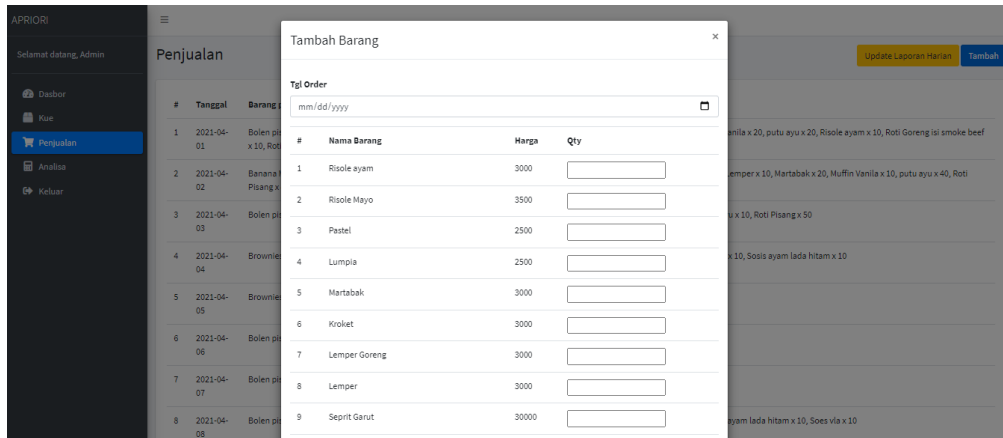 APRIORI
Selamat datang, Admin
Dasbor
Kue
Penjualan
Analisa
Keluar
Penjualan
Update Laporan Harian
Tambah
# Tanggal Barang
1 2021-04-01 Bolen x 10, anila x 20, putu ayu x 20, Risole ayam x 10, Roti Goreng isi smoke beef
2 2021-04-02 Banana Pisang x emper x 10, Martabak x 20, Muffin Vanila x 10, putu ayu x 40, Roti
3 2021-04-03 Bolen u x 10, Roti Pisang x 50
4 2021-04-04 Brownie x 10, Sosis ayam lada hitam x 10
5 2021-04-05 Brownie
6 2021-04-06 Bolen
7 2021-04-07 Bolen
8 2021-04-08 Bolen ayam lada hitam x 10, Soes vla x 10
Tambah Barang ×
Tgl Order
mm/dd/yyyy
# Nama Barang Harga Qty
1 Risole ayam 3000
2 Risole Mayo 3500
3 Pastel 2500
4 Lumpia 2500
5 Martabak 3000
6 Kroket 3000
7 Lemper Goreng 3000
8 Lemper 3000
9 Seprit Garut 30000